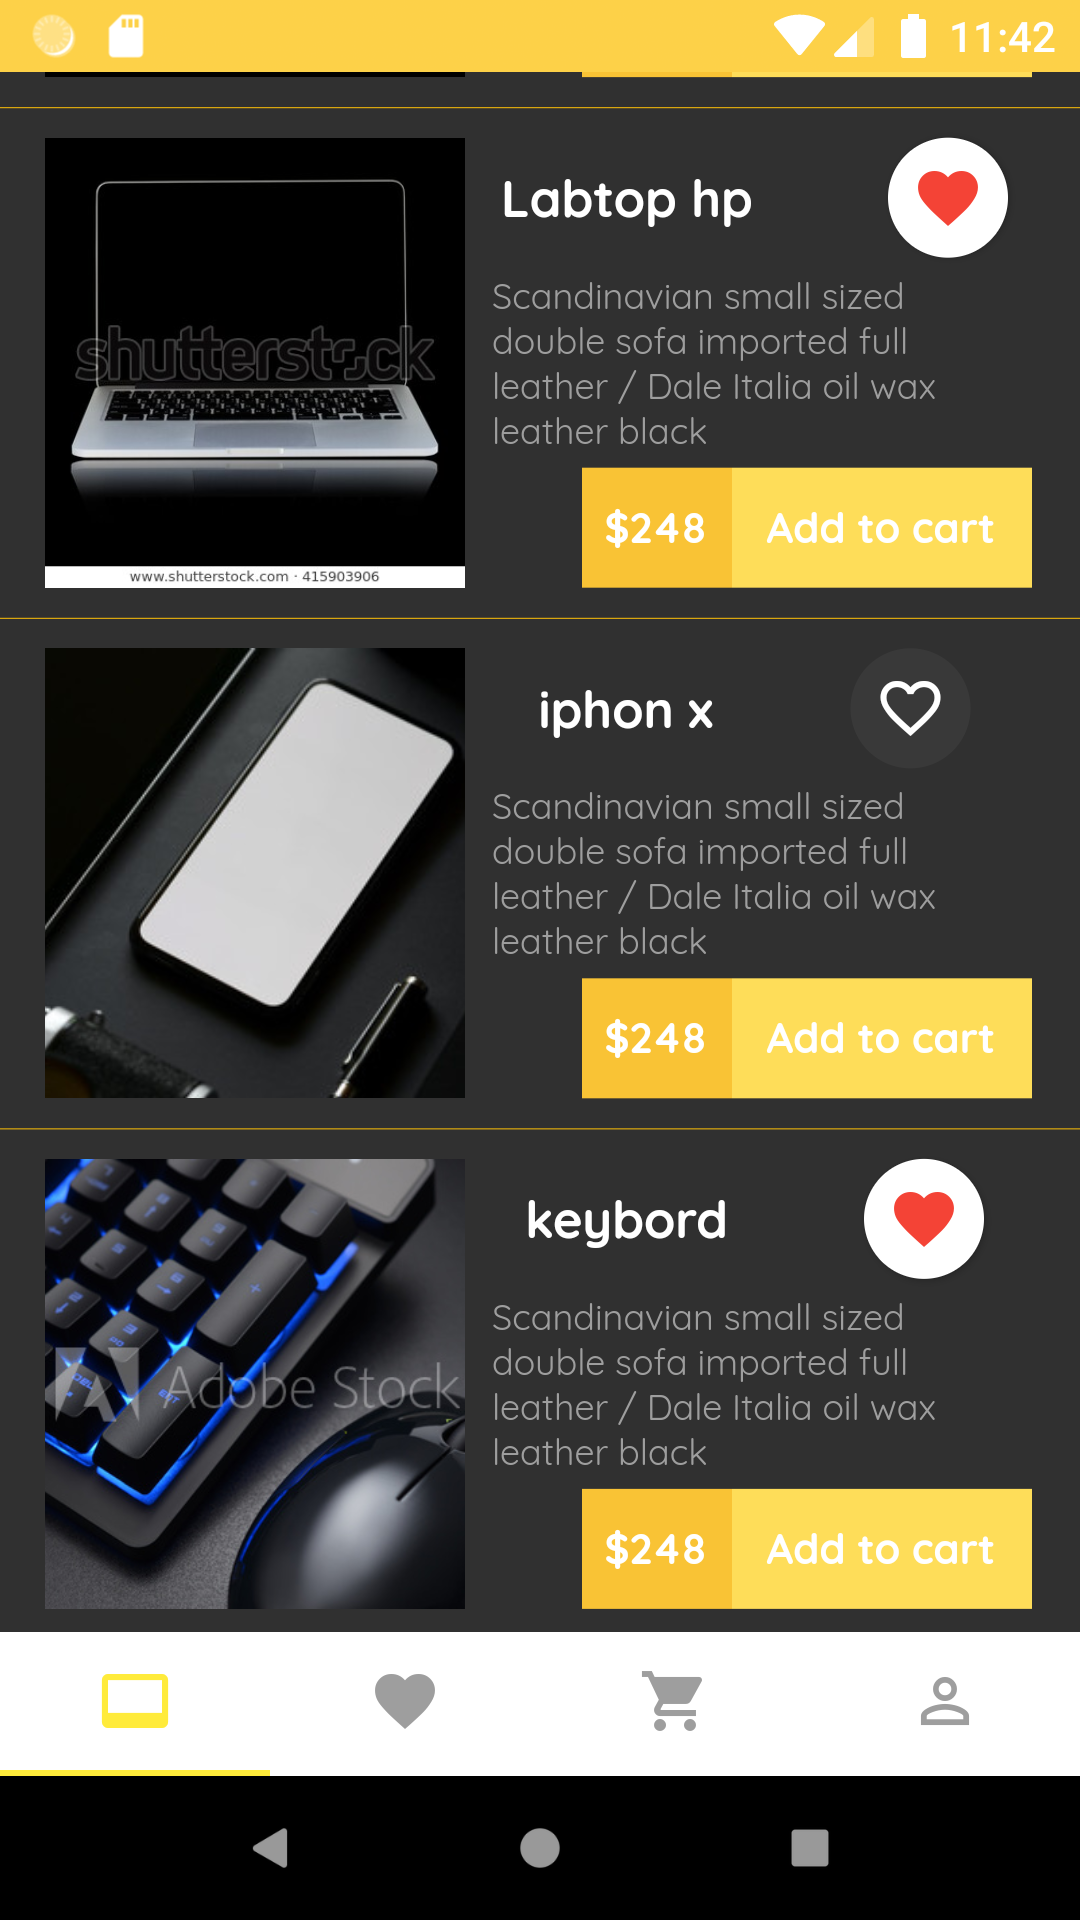 11:42
Labtop hp
Scandinavian small sized
double sofa imported full
leather / Dale Italia oil wax
leather black
shutterstock
www.shutterstock.com · 415903906
$248 Add to cart
iphon x
Scandinavian small sized
double sofa imported full
leather / Dale Italia oil wax
leather black
$248 Add to cart
keybord
Scandinavian small sized
double sofa imported full
leather / Dale Italia oil wax
leather black
Adobe Stock
$248 Add to cart